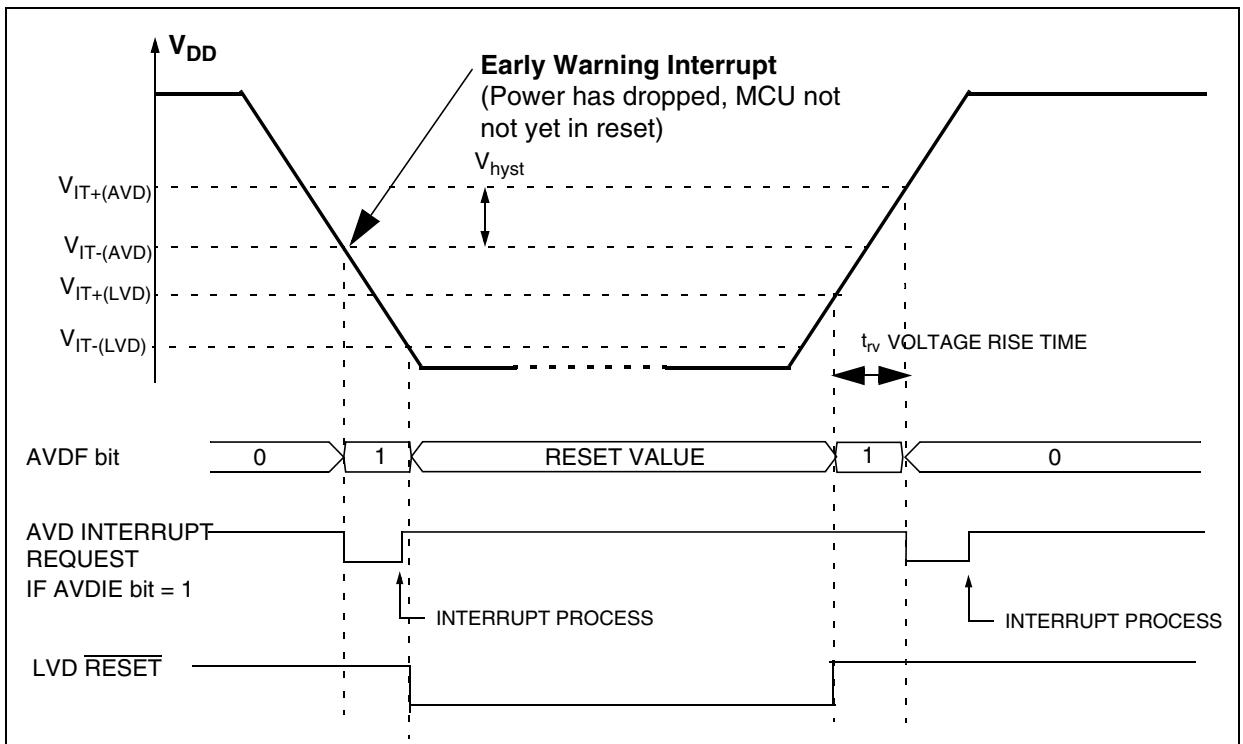 VDD
Early Warning Interrupt
(Power has dropped, MCU not
not yet in reset)
Vhyst
VIT+(AVD)
VIT-(AVD)
VIT+(LVD)
VIT-(LVD)
trv VOLTAGE RISE TIME
AVDF bit
0
1
RESET VALUE
1
0
AVD INTERRUPT
REQUEST
IF AVDIE bit = 1
INTERRUPT PROCESS
INTERRUPT PROCESS
LVD RESET